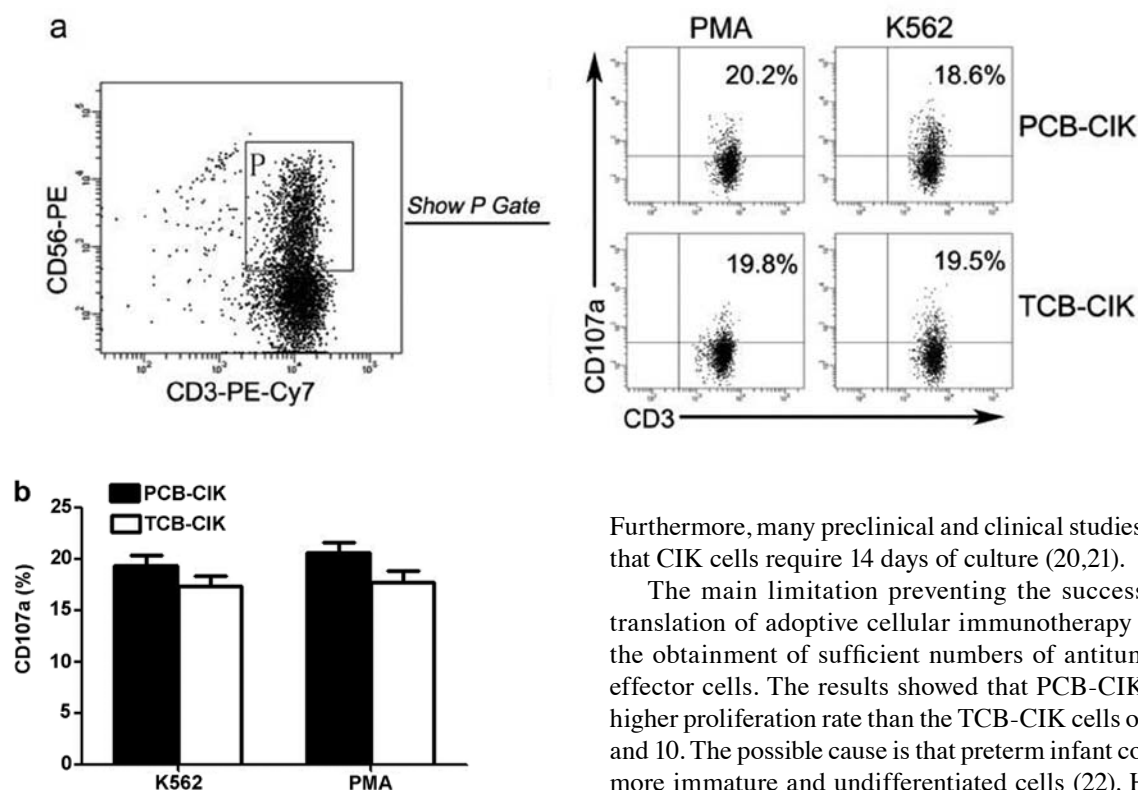 a
PMA K562
20.2% 18.6% PCB-CIK
P
CD56-PE
Show P Gate
19.8% 19.5% TCB-CIK
CD107a
CD3-PE-Cy7
CD3
b
PCB-CIK
TCB-CIK
25
20
15
10
5
0
CD107a (%)
K562 PMA
Furthermore, many preclinical and clinical studies
that CIK cells require 14 days of culture (20,21).
The main limitation preventing the success
translation of adoptive cellular immunotherapy
the obtainment of sufficient numbers of antitum
effector cells. The results showed that PCB-CIK
higher proliferation rate than the TCB-CIK cells o
and 10. The possible cause is that preterm infant co
more immature and undifferentiated cells (22). H